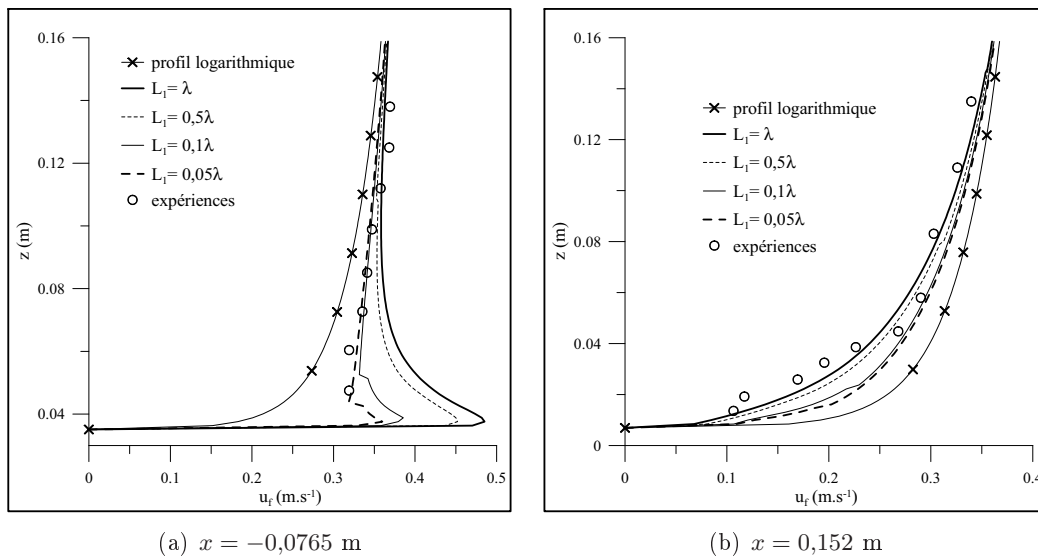 0.16
profil logarithmique
L₁= λ
L₁= 0,5λ
0.12
L₁= 0,1λ
L₁= 0,05λ
expériences
z (m)
0.08
0.04
0 0.1 0.2 0.3 0.4 0.5
u_f (m.s⁻¹)
(a) x = −0,0765 m
0.16
0.12
profil logarithmique
L₁= λ
L₁= 0,5λ
L₁= 0,1λ
L₁= 0,05λ
expériences
z (m)
0.08
0.04
0
0 0.1 0.2 0.3 0.4
u_f (m.s⁻¹)
(b) x = 0,152 m